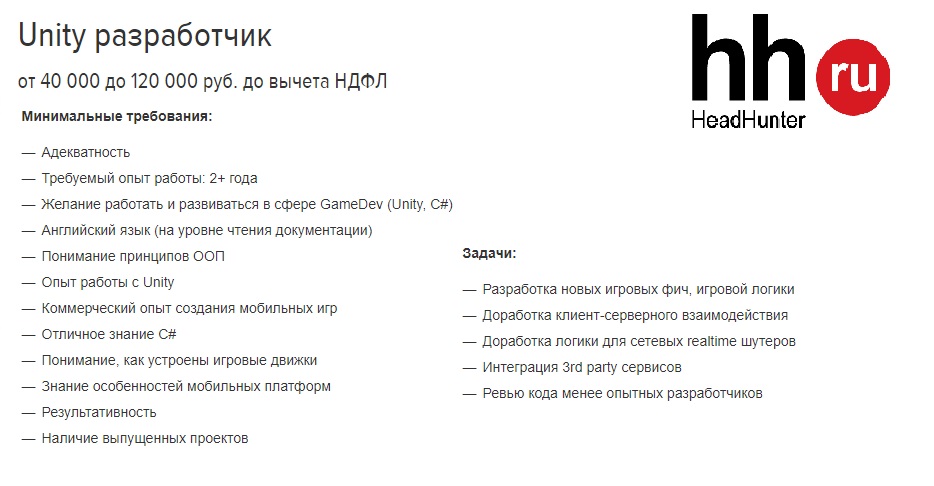 Unity разработчик
от 40 000 до 120 000 руб. до вычета НДФЛ
hh ru
HeadHunter
Минимальные требования:
— Адекватность
— Требуемый опыт работы: 2+ года
— Желание работать и развиваться в сфере GameDev (Unity, C#)
— Английский язык (на уровне чтения документации)
— Понимание принципов ООП
— Опыт работы с Unity
— Коммерческий опыт создания мобильных игр
— Отличное знание C#
— Понимание, как устроены игровые движки
— Знание особенностей мобильных платформ
— Результативность
— Наличие выпущенных проектов
Задачи:
— Разработка новых игровых фич, игровой логики
— Доработка клиент-серверного взаимодействия
— Доработка логики для сетевых realtime шутеров
— Интеграция 3rd party сервисов
— Ревью кода менее опытных разработчиков